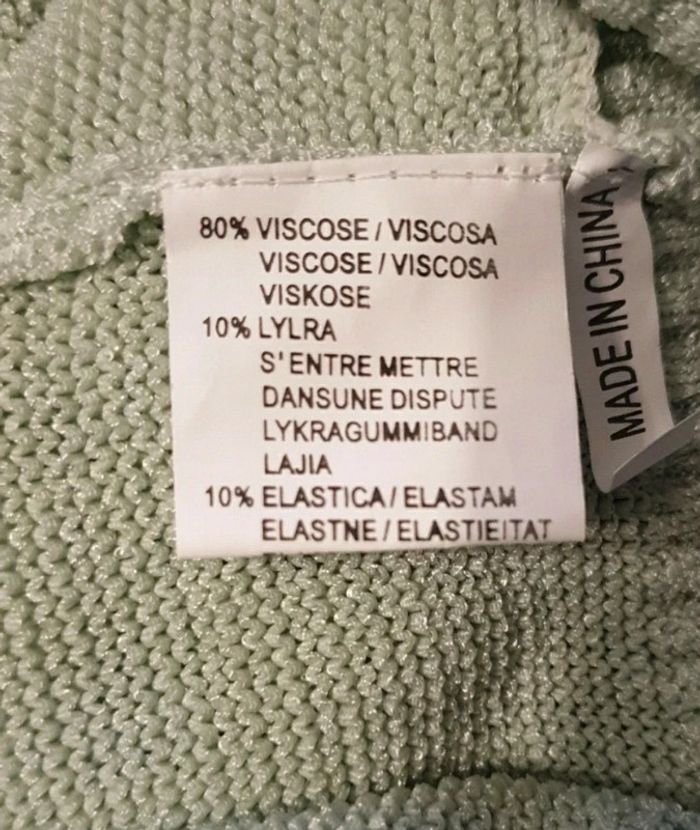 80% VISCOSE / VISCOSA
VISCOSE / VISCOSA
VISKOSE
10% LYLRA
S'ENTRE METTRE
DANSUNE DISPUTE
LYKRAGUMMIBAND
LAJIA
10% ELASTICA / ELASTAM
ELASTNE / ELASTIEITAT
MADE IN CHINA